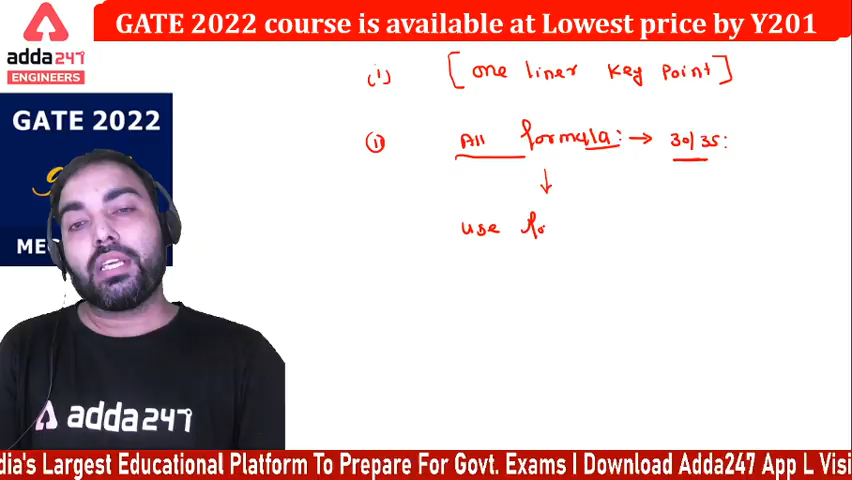 GATE 2022 course is available at Lowest price by Y201
adda247
ENGINEERS
(i) [one liner key point]
GATE 2022
(ii) All formula: → 30/35:
use fo
ME
adda247
dia's Largest Educational Platform To Prepare For Govt. Exams I Download Adda247 App L Visi